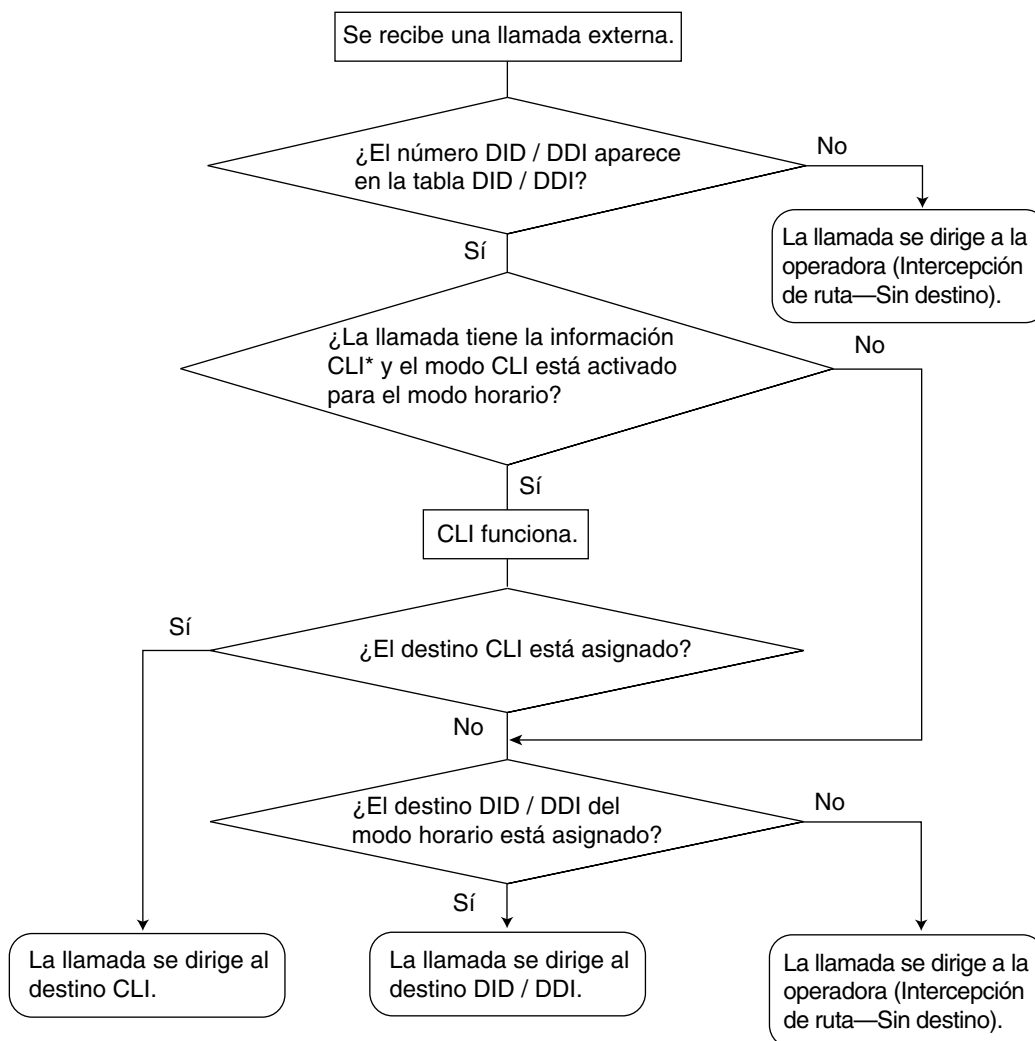 Se recibe una llamada externa.
¿El número DID / DDI aparece
en la tabla DID / DDI?
No
Sí
La llamada se dirige a la
operadora (Intercepción
de ruta—Sin destino).
¿La llamada tiene la información
CLI* y el modo CLI está activado
para el modo horario?
No
Sí
CLI funciona.
Sí
¿El destino CLI está asignado?
No
¿El destino DID / DDI del
modo horario está asignado?
No
Sí
La llamada se dirige al
destino CLI.
La llamada se dirige al
destino DID / DDI.
La llamada se dirige a la
operadora (Intercepción
de ruta—Sin destino).